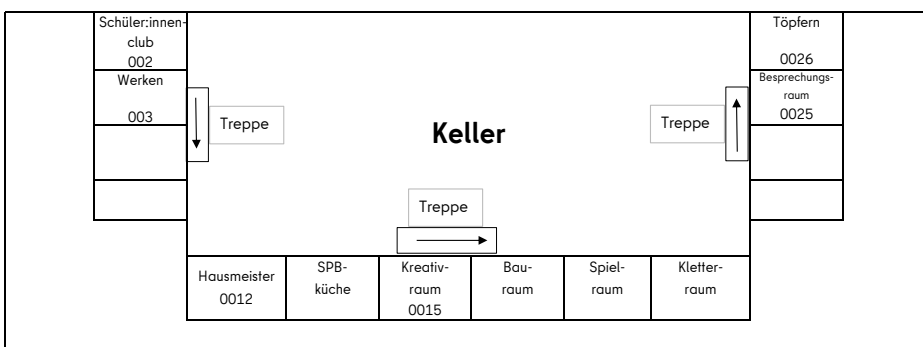 Schüler:innen-
club
002
Werken
003
Treppe
Keller
Treppe
Töpfern
0026
Besprechungs-
raum
0025
Treppe
Hausmeister
0012
SPB-
küche
Kreativ-
raum
0015
Bau-
raum
Spiel-
raum
Kletter-
raum